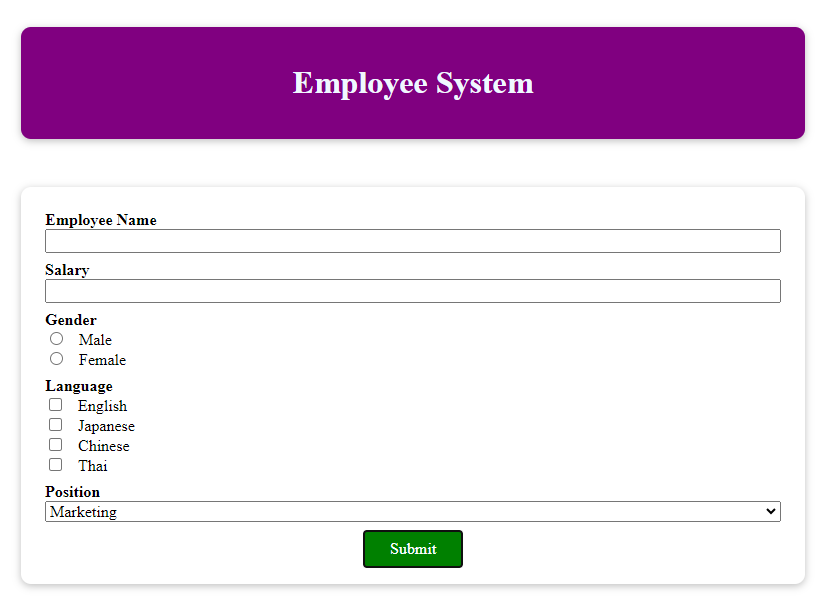 Employee System
Employee Name
Salary
Gender
Male
Female
Language
English
Japanese
Chinese
Thai
Position
Marketing
Submit